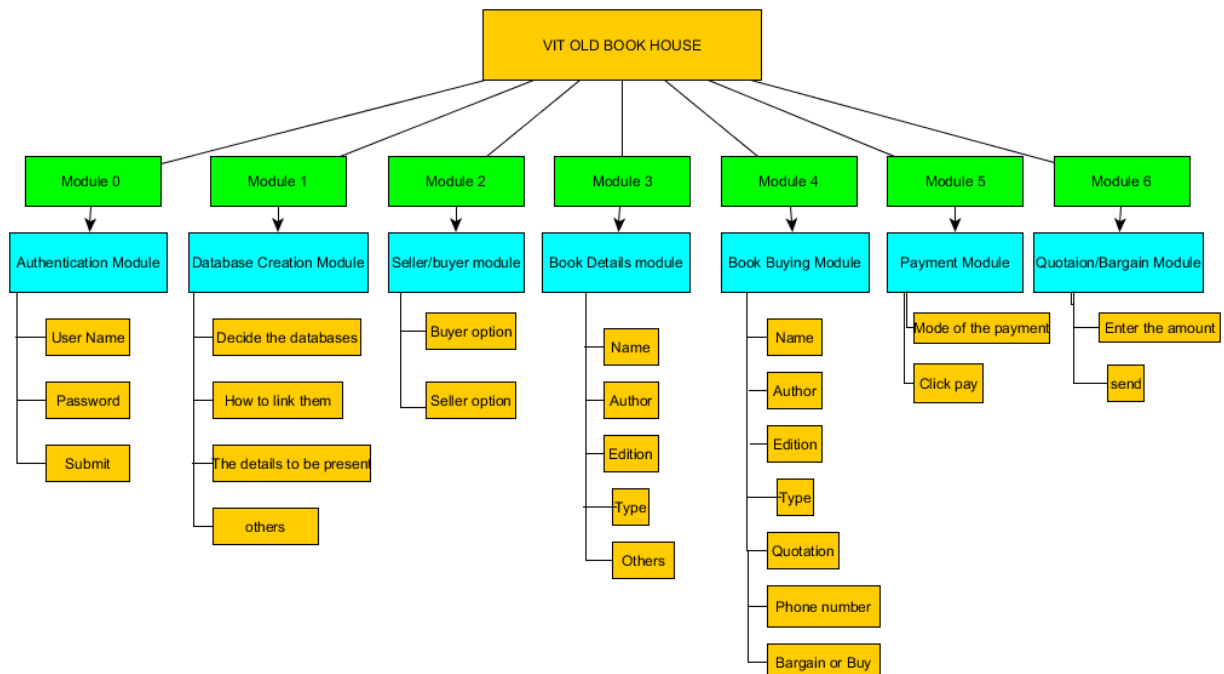 VIT OLD BOOK HOUSE
Module 0
Module 1
Module 2
Module 3
Module 4
Module 5
Module 6
Authentication Module
Database Creation Module
Seller/buyer module
Book Details module
Book Buying Module
Payment Module
Quotaion/Bargain Module
User Name
Password
Submit
Decide the databases
How to link them
The details to be present
others
Buyer option
Seller option
Name
Author
Edition
Type
Others
Name
Author
Edition
Type
Quotation
Phone number
Bargain or Buy
Mode of the payment
Click pay
Enter the amount
send